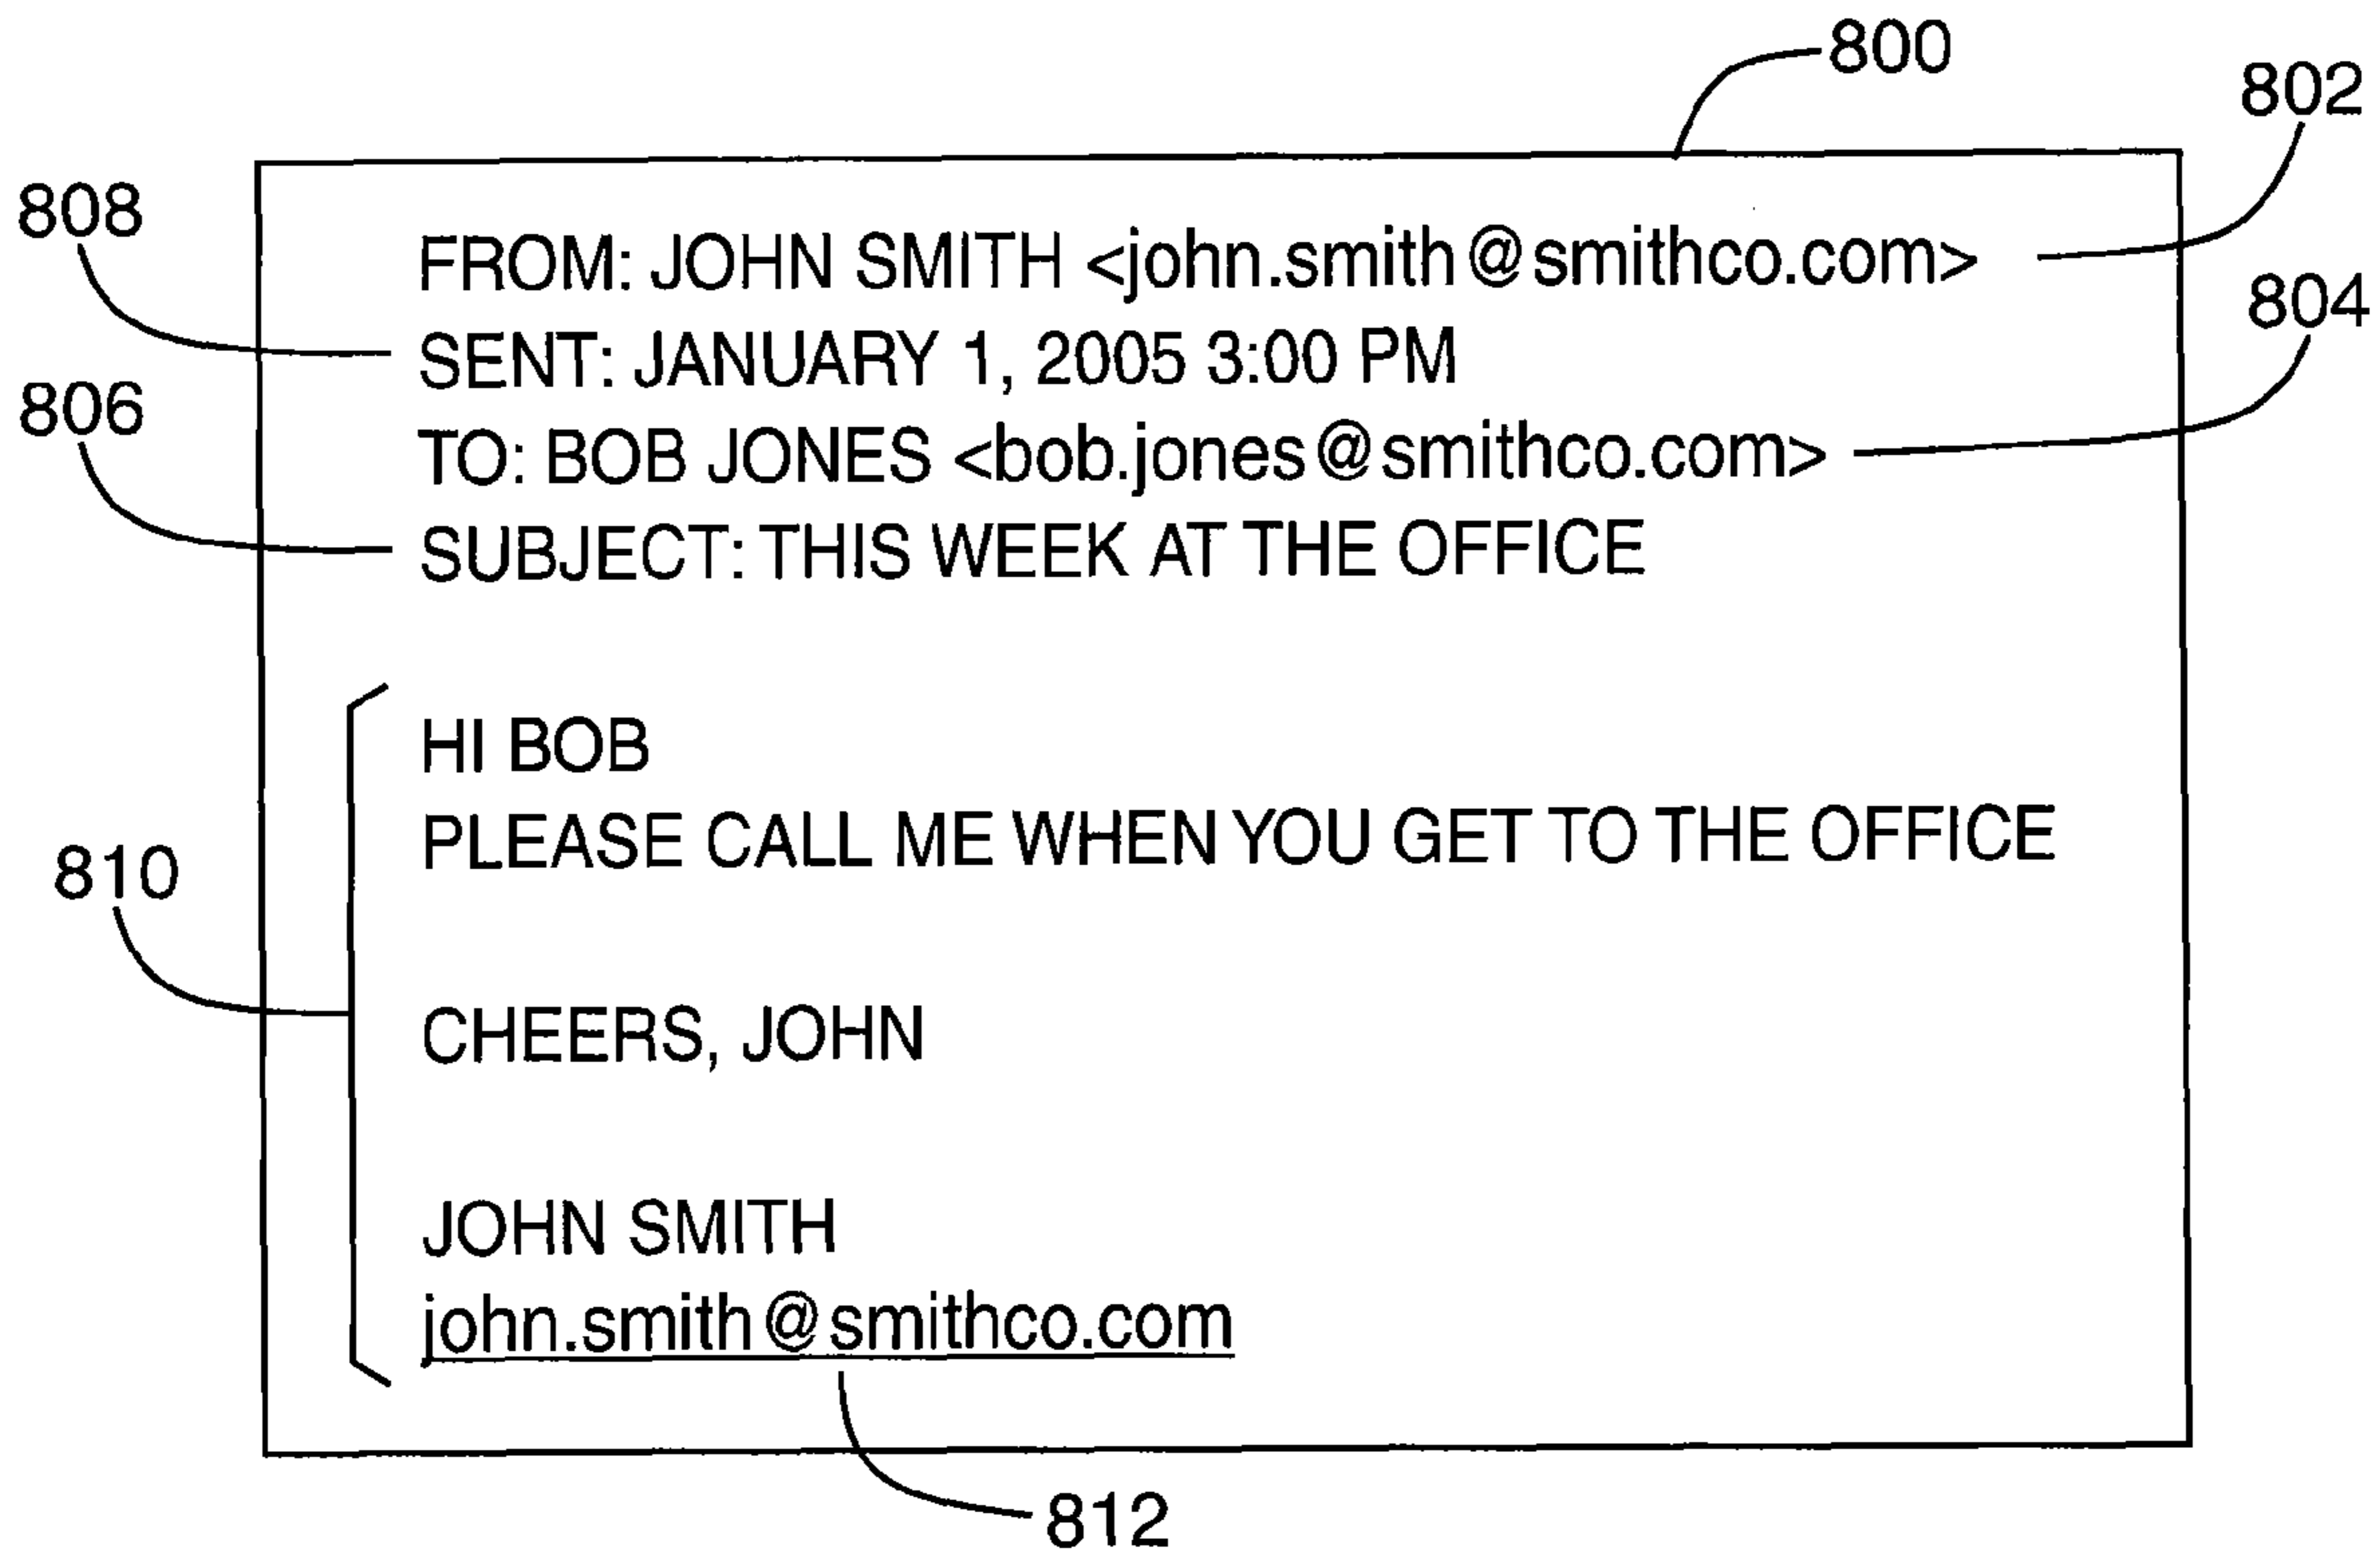 800
802
808
FROM: JOHN SMITH <john.smith@smithco.com>
804
SENT: JANUARY 1, 2005 3:00 PM
806
TO: BOB JONES <bob.jones@smithco.com>
SUBJECT: THIS WEEK AT THE OFFICE
HI BOB
PLEASE CALL ME WHEN YOU GET TO THE OFFICE
810
CHEERS, JOHN
JOHN SMITH
john.smith@smithco.com
812